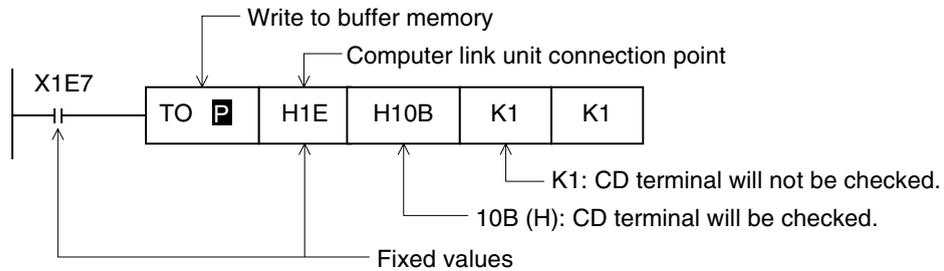 Write to buffer memory
Computer link unit connection point
X1E7
TO P H1E H10B K1 K1
K1: CD terminal will not be checked.
10B (H): CD terminal will be checked.
Fixed values